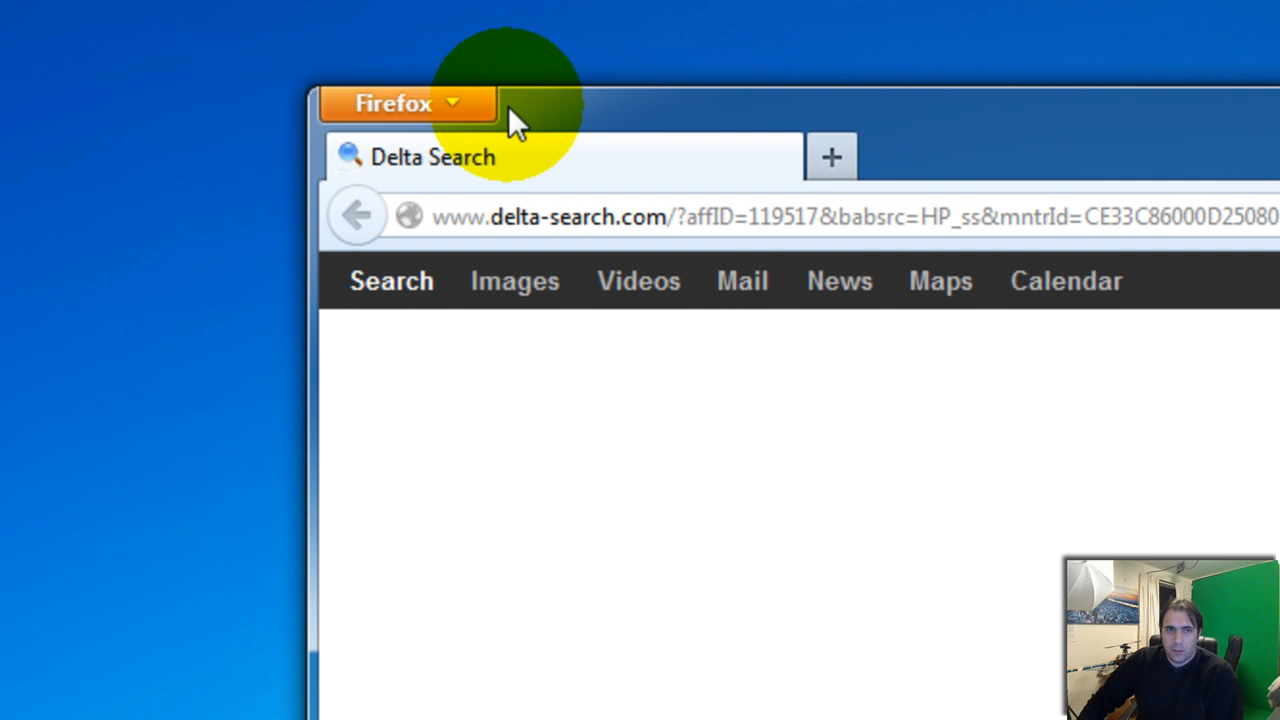 Firefox
Delta Search
www.delta-search.com/?affID=119517&babsrc=HP_ss&mntrId=CE33C86000D25080
Search Images Videos Mail News Maps Calendar